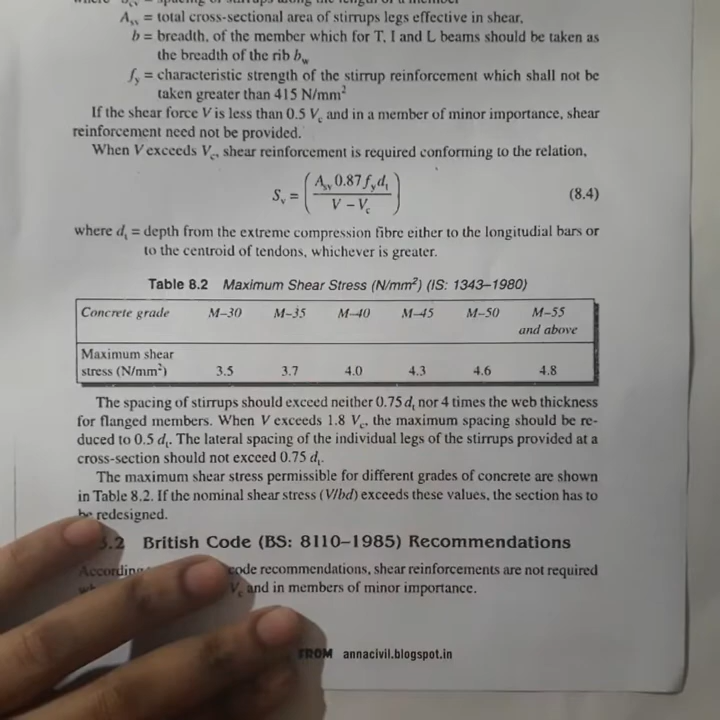 A_sv = total cross-sectional area of stirrups legs effective in shear.
b = breadth, of the member which for T, I and L beams should be taken as
the breadth of the rib b_w
f_y = characteristic strength of the stirrup reinforcement which shall not be
taken greater than 415 N/mm²
If the shear force V is less than 0.5 V_c and in a member of minor importance, shear
reinforcement need not be provided.
When V exceeds V_c, shear reinforcement is required conforming to the relation,
S_v = ( A_sv 0.87 f_y d_t / V – V_c ) (8.4)
where d_t = depth from the extreme compression fibre either to the longitudial bars or
to the centroid of tendons, whichever is greater.
Table 8.2 Maximum Shear Stress (N/mm²) (IS: 1343–1980)
Concrete grade M–30 M–35 M–40 M–45 M–50 M–55
and above
Maximum shear
stress (N/mm²) 3.5 3.7 4.0 4.3 4.6 4.8
The spacing of stirrups should exceed neither 0.75 d_t nor 4 times the web thickness
for flanged members. When V exceeds 1.8 V_c, the maximum spacing should be re-
duced to 0.5 d_t. The lateral spacing of the individual legs of the stirrups provided at a
cross-section should not exceed 0.75 d_t.
The maximum shear stress permissible for different grades of concrete are shown
in Table 8.2. If the nominal shear stress (V/bd) exceeds these values, the section has to
be redesigned.
.2 British Code (BS: 8110–1985) Recommendations
According code recommendations, shear reinforcements are not required
V_c and in members of minor importance.
FROM annacivil.blogspot.in